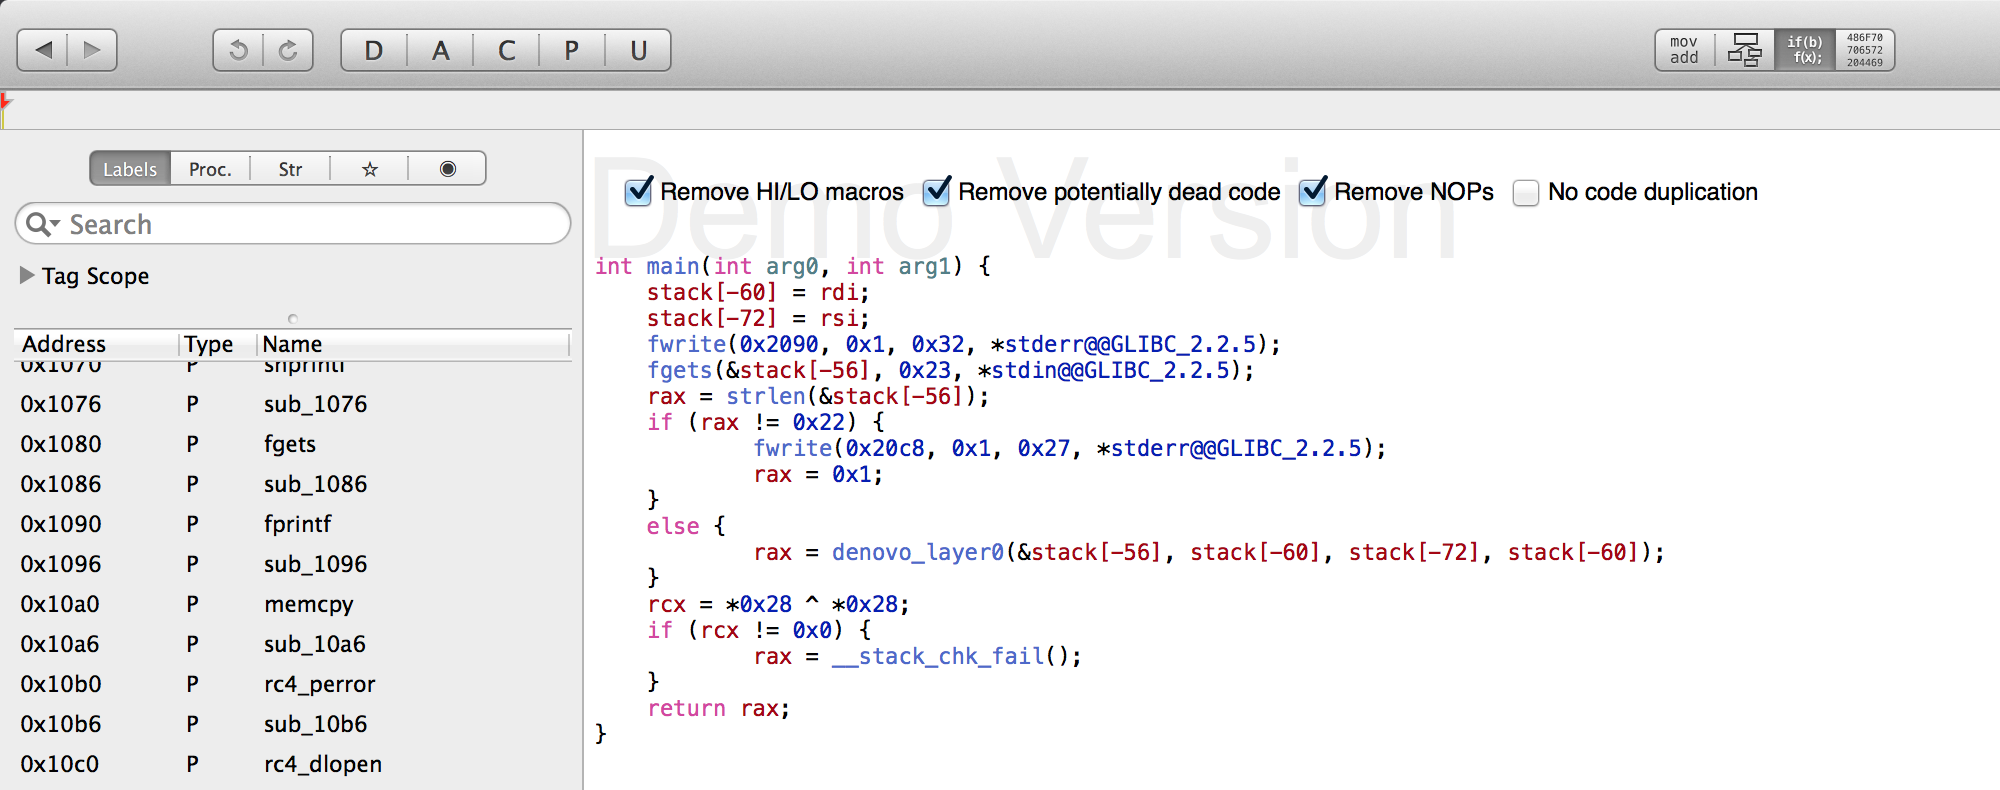 D A C P U
mov
add
if(b)
f(x);
486F70
706572
204469
Labels Proc. Str
Search
Tag Scope
Address Type Name
0x1070 P snprintf
0x1076 P sub_1076
0x1080 P fgets
0x1086 P sub_1086
0x1090 P fprintf
0x1096 P sub_1096
0x10a0 P memcpy
0x10a6 P sub_10a6
0x10b0 P rc4_perror
0x10b6 P sub_10b6
0x10c0 P rc4_dlopen
Demo Version
Remove HI/LO macros Remove potentially dead code Remove NOPs No code duplication
int main(int arg0, int arg1) {
stack[-60] = rdi;
stack[-72] = rsi;
fwrite(0x2090, 0x1, 0x32, *stderr@@GLIBC_2.2.5);
fgets(&stack[-56], 0x23, *stdin@@GLIBC_2.2.5);
rax = strlen(&stack[-56]);
if (rax != 0x22) {
fwrite(0x20c8, 0x1, 0x27, *stderr@@GLIBC_2.2.5);
rax = 0x1;
}
else {
rax = denovo_layer0(&stack[-56], stack[-60], stack[-72], stack[-60]);
}
rcx = *0x28 ^ *0x28;
if (rcx != 0x0) {
rax = __stack_chk_fail();
}
return rax;
}